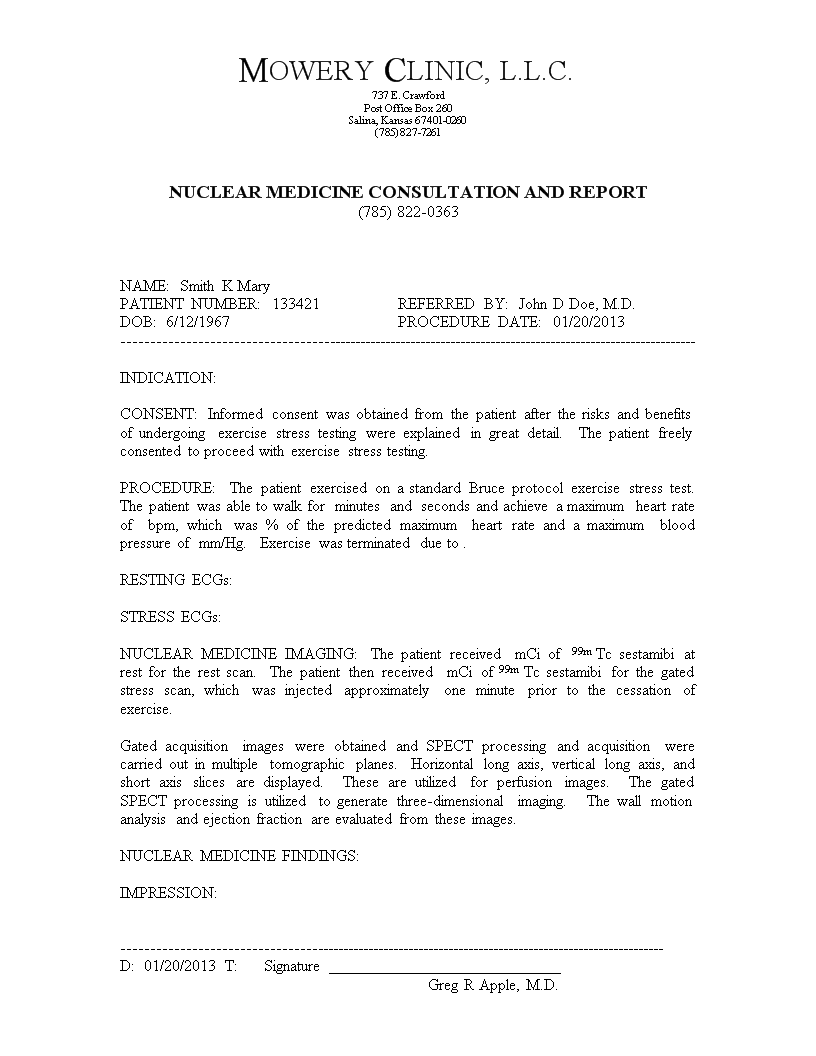 MOWERY CLINIC, L.L.C.
737 E. Crawford
Post Office Box 260
Salina, Kansas 67401-0260
(785)827-7261
NUCLEAR MEDICINE CONSULTATION AND REPORT
(785) 822-0363
NAME: Smith K Mary
PATIENT NUMBER: 133421 REFERRED BY: John D Doe, M.D.
DOB: 6/12/1967 PROCEDURE DATE: 01/20/2013
INDICATION:
CONSENT: Informed consent was obtained from the patient after the risks and benefits
of undergoing exercise stress testing were explained in great detail. The patient freely
consented to proceed with exercise stress testing.
PROCEDURE: The patient exercised on a standard Bruce protocol exercise stress test.
The patient was able to walk for minutes and seconds and achieve a maximum heart rate
of bpm, which was % of the predicted maximum heart rate and a maximum blood
pressure of mm/Hg. Exercise was terminated due to .
RESTING ECGs:
STRESS ECGs:
NUCLEAR MEDICINE IMAGING: The patient received mCi of 99m Tc sestamibi at
rest for the rest scan. The patient then received mCi of 99m Tc sestamibi for the gated
stress scan, which was injected approximately one minute prior to the cessation of
exercise.
Gated acquisition images were obtained and SPECT processing and acquisition were
carried out in multiple tomographic planes. Horizontal long axis, vertical long axis, and
short axis slices are displayed. These are utilized for perfusion images. The gated
SPECT processing is utilized to generate three-dimensional imaging. The wall motion
analysis and ejection fraction are evaluated from these images.
NUCLEAR MEDICINE FINDINGS:
IMPRESSION:
D: 01/20/2013 T: Signature
Greg R Apple, M.D.